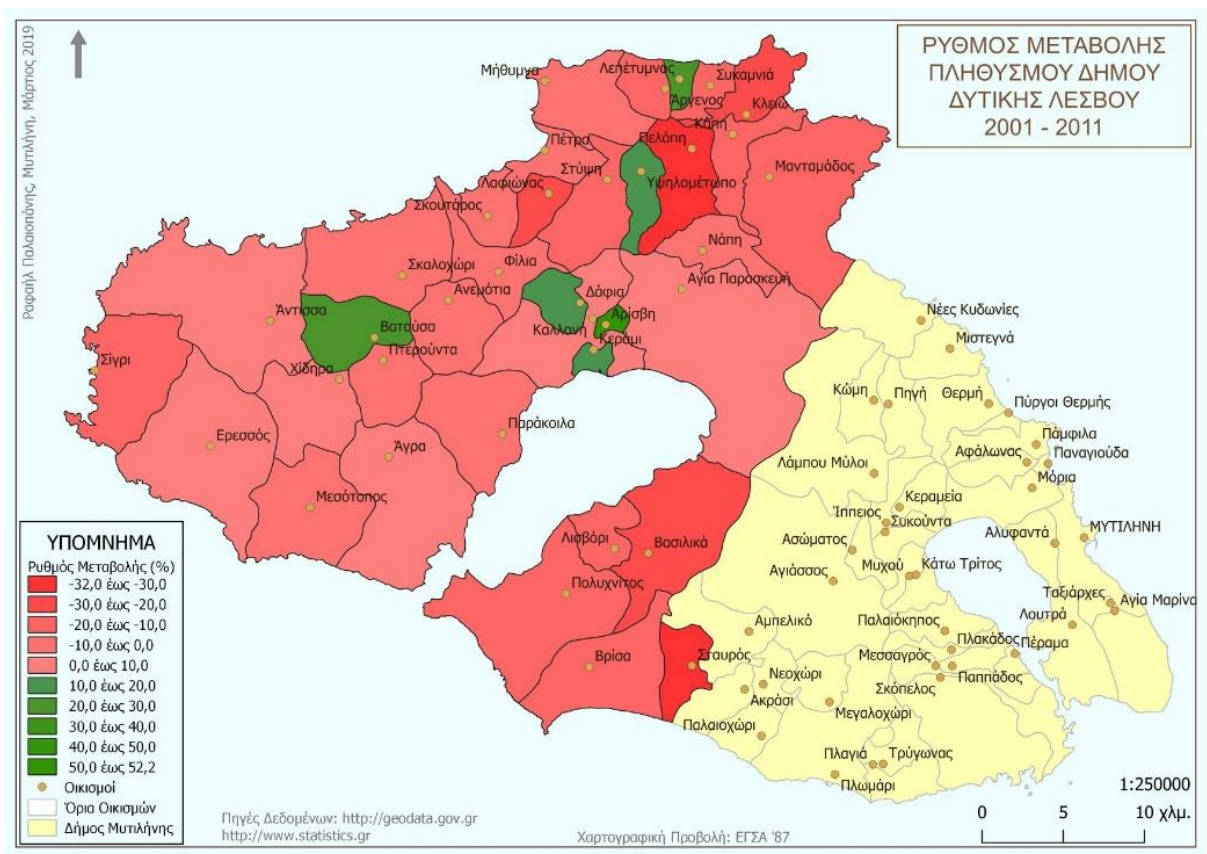 Ραφαήλ Παλαιοπάνης, Μυτιλήνη, Μάρτιος 2019
ΡΥΘΜΟΣ ΜΕΤΑΒΟΛΗΣ
ΠΛΗΘΥΣΜΟΥ ΔΗΜΟΥ
ΔΥΤΙΚΗΣ ΛΕΣΒΟΥ
2001 - 2011
Μήθυμνα
Λεπέτυμνος
Συκαμνιά
Άργενος
Κλειώ
Κάπη
Πέτρα
Πελόπη
Στύψη
Υψηλομέτωπο
Μανταμάδος
Λαφιώνας
Σκουτάρος
Νάπη
Σκαλοχώρι
Φίλια
Αγία Παρασκευή
Ανεμότια
Δάφια
Άντισσα
Αρίσβη
Βατούσα
Καλλονή
Κεράμι
Πτερούντα
Σίγρι
Χίδηρα
Παράκοιλα
Ερεσσός
Άγρα
Μεσότοπος
Λισβόρι
Βασιλικά
Πολυχνίτος
Βρίσα
Σταυρός
Νέες Κυδωνίες
Μιστεγνά
Κώμη
Πηγή
Θερμή
Πύργοι Θερμής
Πάμφιλα
Αφάλωνας
Παναγιούδα
Λάμπου Μύλοι
Μόρια
Κεραμεία
Ίππειος
Συκούντα
Αλυφαντά
ΜΥΤΙΛΗΝΗ
Ασώματος
Μυχού
Κάτω Τρίτος
Αγιάσσος
Ταξιάρχες
Αγία Μαρίνα
Λουτρά
Παλαιόκηπος
Αμπελικό
Πλακάδος
Πέραμα
Μεσσαγρός
Παππάδος
Σκόπελος
Νεοχώρι
Ακράσι
Μεγαλοχώρι
Παλαιοχώρι
Πλαγιά
Τρύγωνας
Πλωμάρι
ΥΠΟΜΝΗΜΑ
Ρυθμός Μεταβολής (%)
-32,0 έως -30,0
-30,0 έως -20,0
-20,0 έως -10,0
-10,0 έως 0,0
0,0 έως 10,0
10,0 έως 20,0
20,0 έως 30,0
30,0 έως 40,0
40,0 έως 50,0
50,0 έως 52,2
Οικισμοί
Όρια Οικισμών
Δήμος Μυτιλήνης
Πηγές Δεδομένων: http://geodata.gov.gr
http://www.statistics.gr
Χαρτογραφική Προβολή: ΕΓΣΑ '87
1:250000
0 5 10 χλμ.